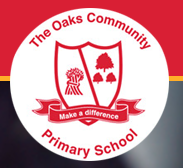 The Oaks Community
Make a difference
Primary School